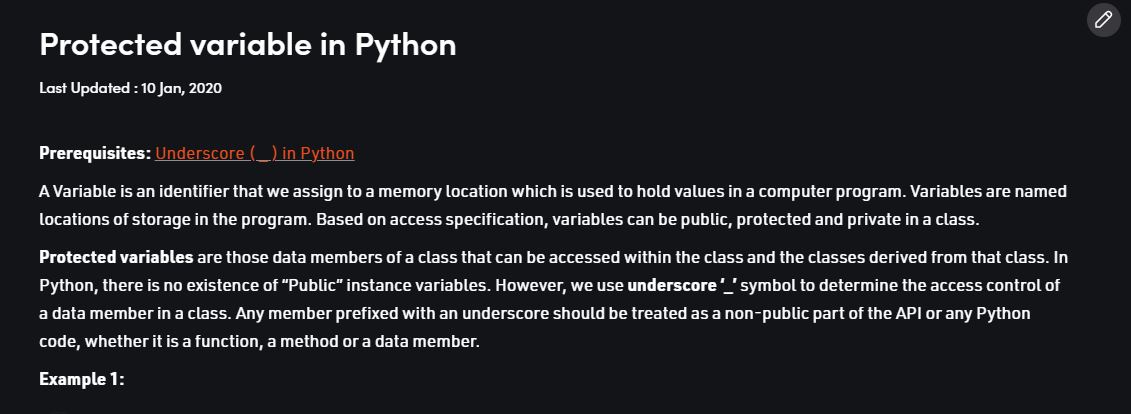 Protected variable in Python
Last Updated : 10 Jan, 2020
Prerequisites: Underscore ( _ ) in Python
A Variable is an identifier that we assign to a memory location which is used to hold values in a computer program. Variables are named
locations of storage in the program. Based on access specification, variables can be public, protected and private in a class.
Protected variables are those data members of a class that can be accessed within the class and the classes derived from that class. In
Python, there is no existence of “Public” instance variables. However, we use underscore ‘_’ symbol to determine the access control of
a data member in a class. Any member prefixed with an underscore should be treated as a non-public part of the API or any Python
code, whether it is a function, a method or a data member.
Example 1: